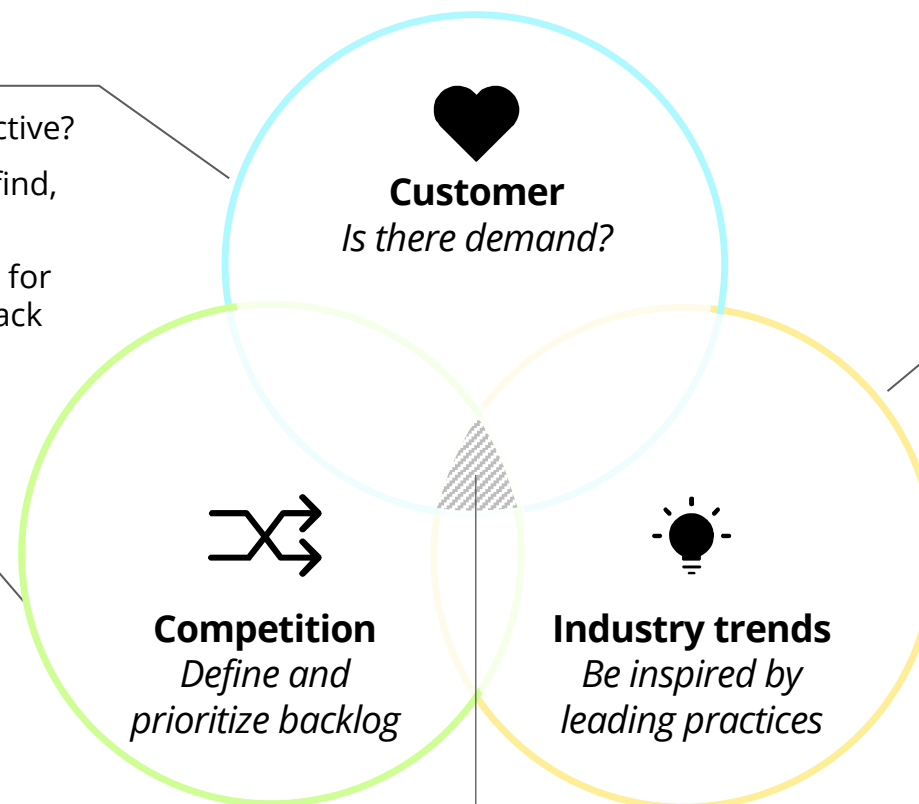 ctive?
find,
for
ack
Customer
Is there demand?
Competition
Define and
prioritize backlog
Industry trends
Be inspired by
leading practices